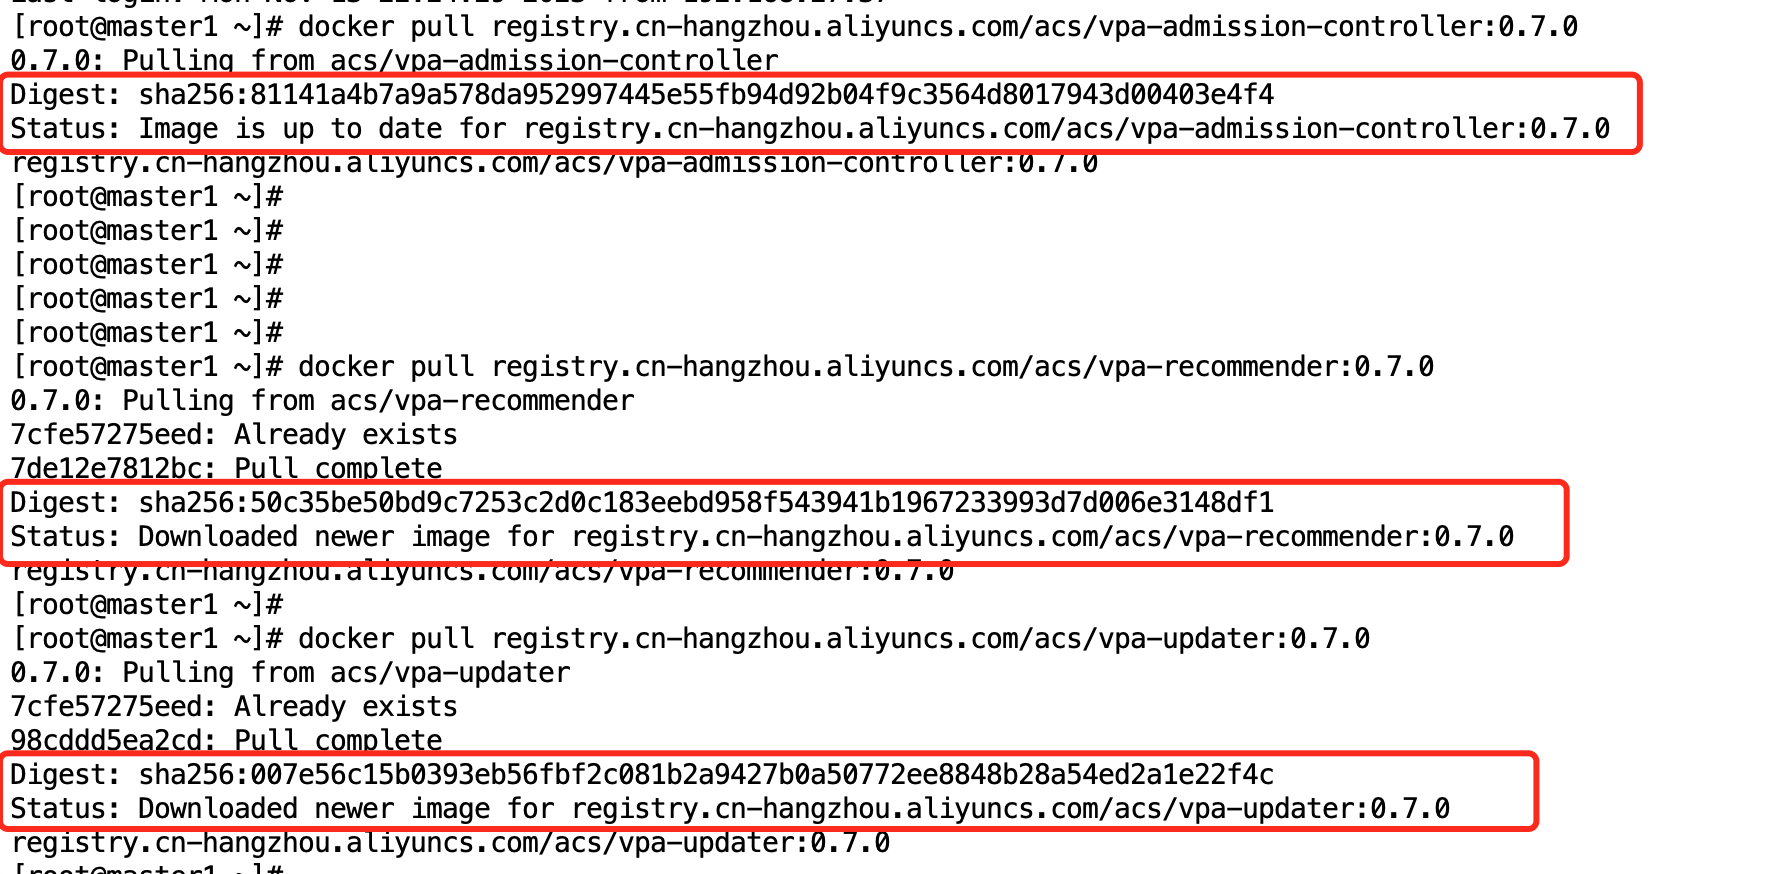 [root@master1 ~]# docker pull registry.cn-hangzhou.aliyuncs.com/acs/vpa-admission-controller:0.7.0
0.7.0: Pulling from acs/vpa-admission-controller
Digest: sha256:81141a4b7a9a578da952997445e55fb94d92b04f9c3564d8017943d00403e4f4
Status: Image is up to date for registry.cn-hangzhou.aliyuncs.com/acs/vpa-admission-controller:0.7.0
registry.cn-hangzhou.aliyuncs.com/acs/vpa-admission-controller:0.7.0
[root@master1 ~]#
[root@master1 ~]#
[root@master1 ~]#
[root@master1 ~]#
[root@master1 ~]#
[root@master1 ~]# docker pull registry.cn-hangzhou.aliyuncs.com/acs/vpa-recommender:0.7.0
0.7.0: Pulling from acs/vpa-recommender
7cfe57275eed: Already exists
7de12e7812bc: Pull complete
Digest: sha256:50c35be50bd9c7253c2d0c183eebd958f543941b1967233993d7d006e3148df1
Status: Downloaded newer image for registry.cn-hangzhou.aliyuncs.com/acs/vpa-recommender:0.7.0
registry.cn-hangzhou.aliyuncs.com/acs/vpa-recommender:0.7.0
[root@master1 ~]#
[root@master1 ~]# docker pull registry.cn-hangzhou.aliyuncs.com/acs/vpa-updater:0.7.0
0.7.0: Pulling from acs/vpa-updater
7cfe57275eed: Already exists
98cddd5ea2cd: Pull complete
Digest: sha256:007e56c15b0393eb56fbf2c081b2a9427b0a50772ee8848b28a54ed2a1e22f4c
Status: Downloaded newer image for registry.cn-hangzhou.aliyuncs.com/acs/vpa-updater:0.7.0
registry.cn-hangzhou.aliyuncs.com/acs/vpa-updater:0.7.0
[root@master1 ~]#